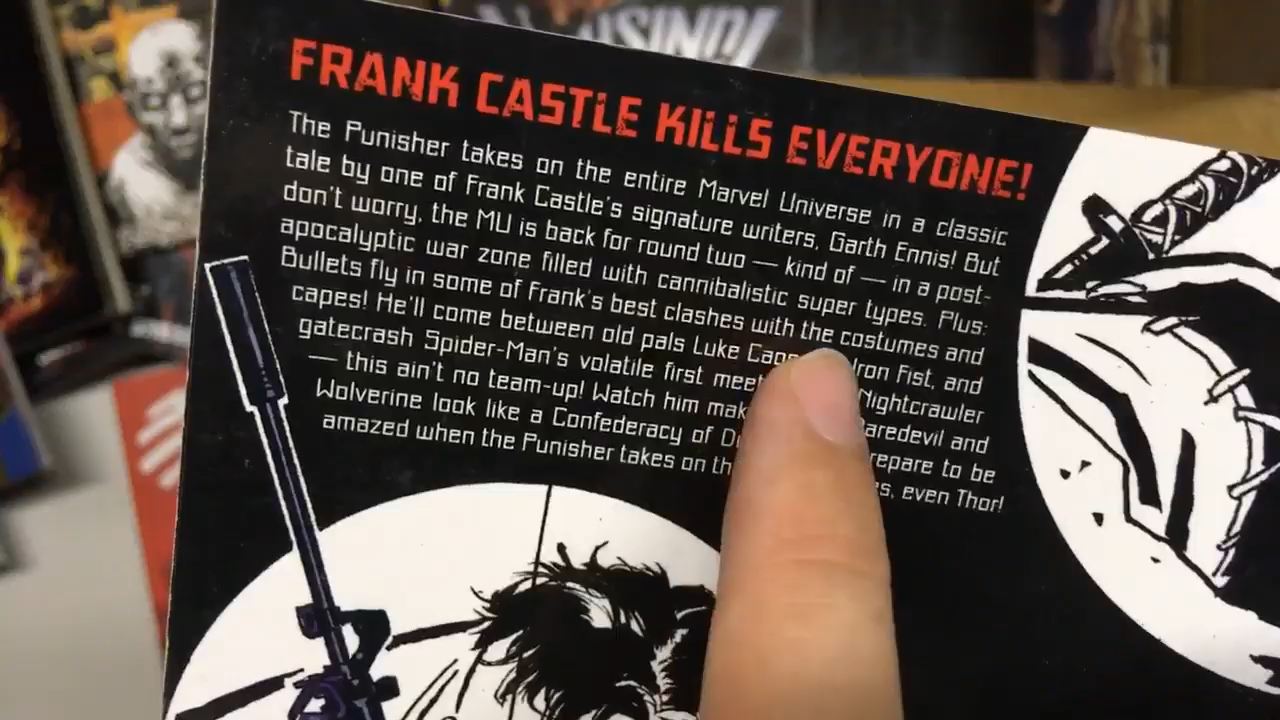 FRANK CASTLE KILLS EVERYONE!
The Punisher takes on the entire Marvel Universe in a classic
tale by one of Frank Castle's signature writers, Garth Ennis! But
don't worry, the MU is back for round two — kind of — in a post-
apocalyptic war zone filled with cannibalistic super types. Plus:
Bullets fly in some of Frank's best clashes with the costumes and
capes! He'll come between old pals Luke Iron Fist, and
gatecrash Spider-Man's volatile first Nightcrawler
— this ain't no team-up! Watch him Daredevil and
Wolverine look like a Confederacy of to be
amazed when the Punisher takes on even Thor!